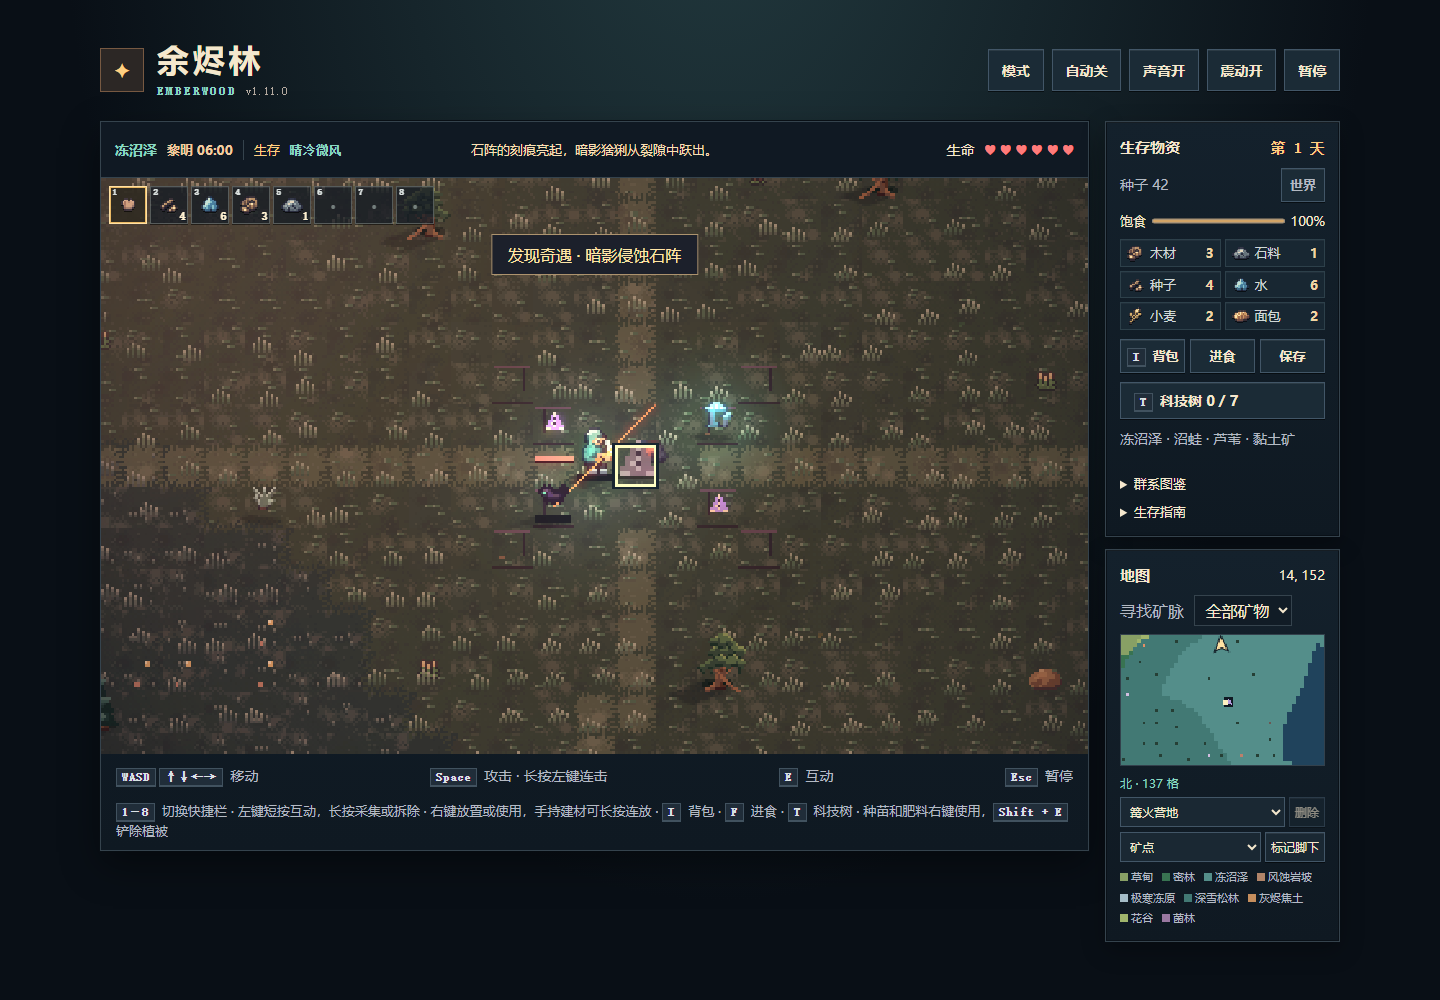 ✦ 余烬林
EMBERWOOD v1.11.0
模式 自动关 声音开 震动开 暂停
冻沼泽 黎明 06:00 生存 晴冷微风 石阵的刻痕亮起，暗影猞猁从裂隙中跃出。 生命 ♥♥♥♥♥♥
1 2 3 4 5 6 7 8
4 6 3 1
发现奇遇 · 暗影侵蚀石阵
WASD ↑↓←→ 移动 Space 攻击 · 长按左键连击 E 互动 Esc 暂停
1–8 切换快捷栏 · 左键短按互动，长按采集或拆除 · 右键放置或使用，手持建材可长按连放 · I 背包 · F 进食 · T 科技树 · 种苗和肥料右键使用， Shift + E
铲除植被
生存物资 第 1 天
种子 42 世界
饱食 100%
木材 3 石料 1
种子 4 水 6
小麦 2 面包 2
I 背包 进食 保存
T 科技树 0 / 7
冻沼泽 · 沼蛙 · 芦苇 · 黏土矿
▶ 群系图鉴
▶ 生存指南
地图 14, 152
寻找矿脉 全部矿物
北 · 137 格
篝火营地 删除
矿点 标记脚下
草甸 密林 冻沼泽 风蚀岩坡
极寒冻原 深雪松林 灰烬焦土
花谷 菌林